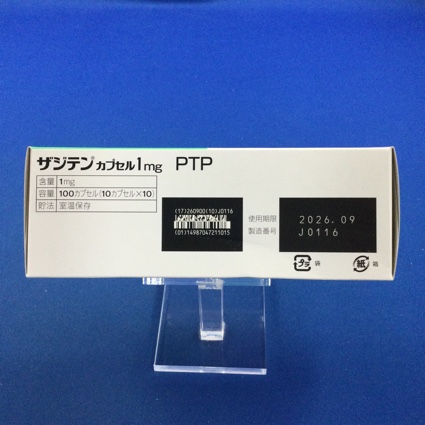 ザジテン®カプセル1mg PTP
含量 1mg
容量 100カプセル(10カプセル×10)
貯法 室温保存
(17)260900(10)J0116
(01)14987047211015
使用期限 2026.09
製造番号 J0116
プラ 袋 紙 箱